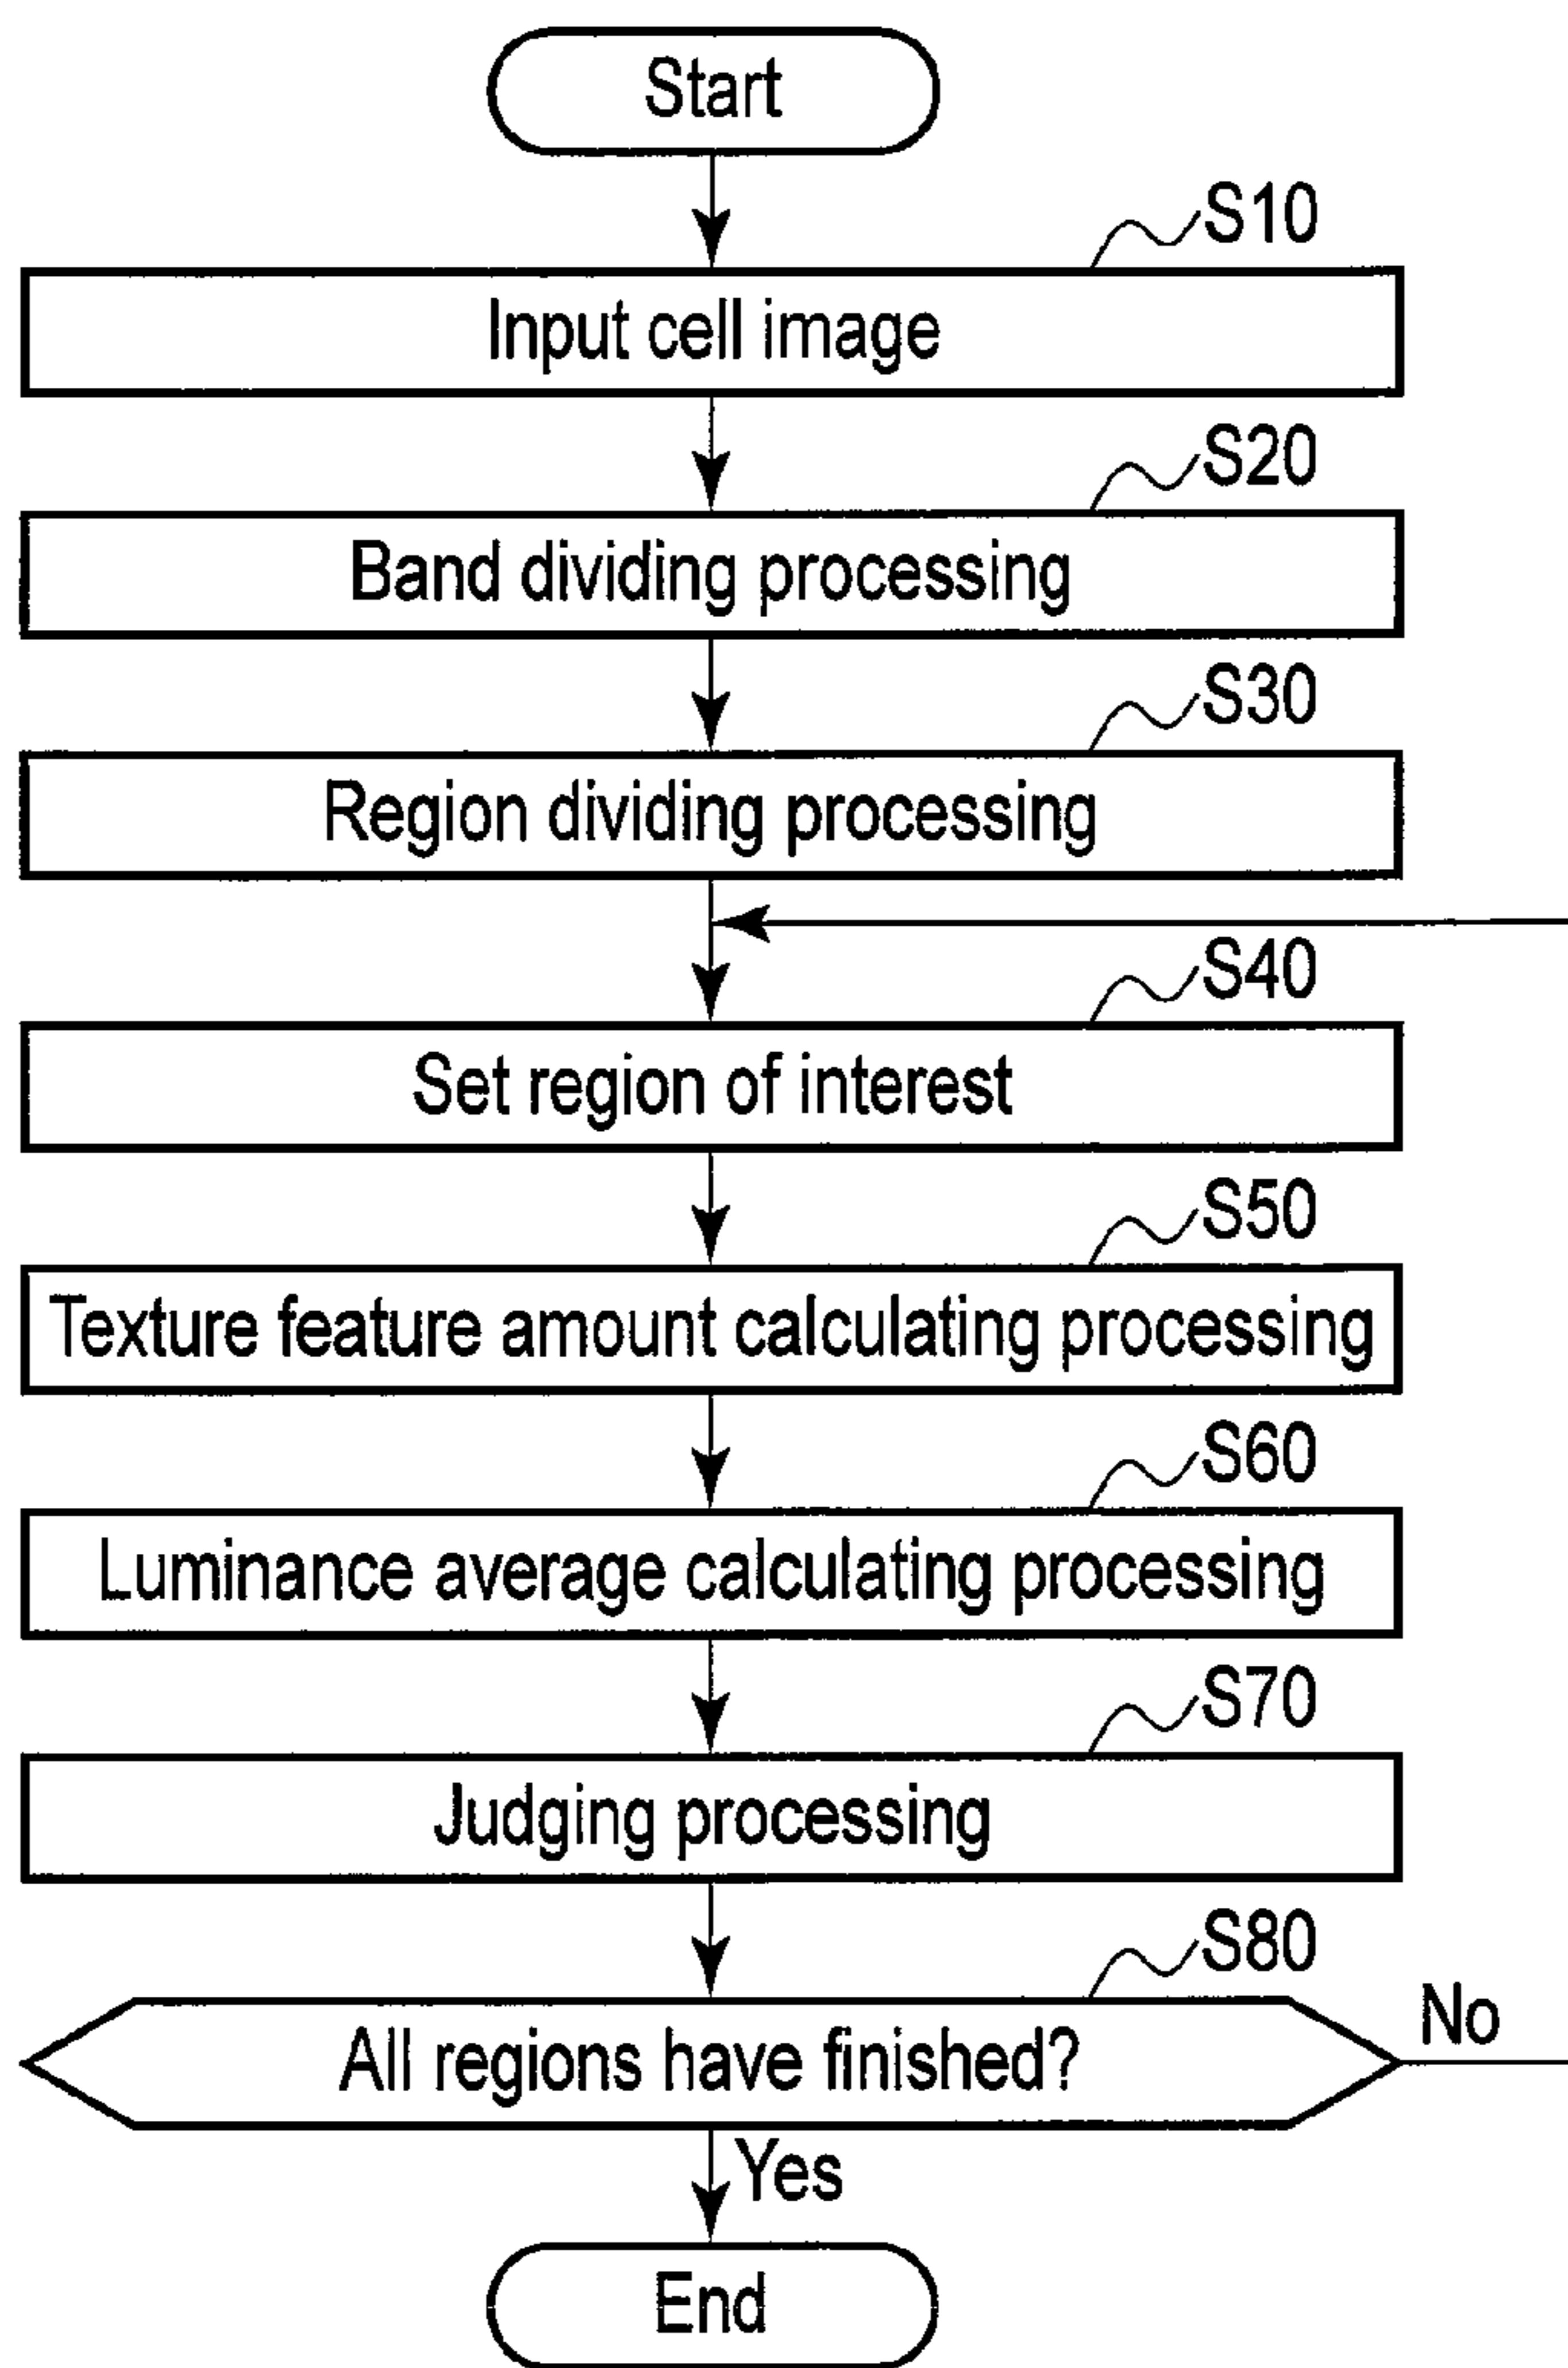 Start
S10
Input cell image
S20
Band dividing processing
S30
Region dividing processing
S40
Set region of interest
S50
Texture feature amount calculating processing
S60
Luminance average calculating processing
S70
Judging processing
S80
All regions have finished?
No
Yes
End